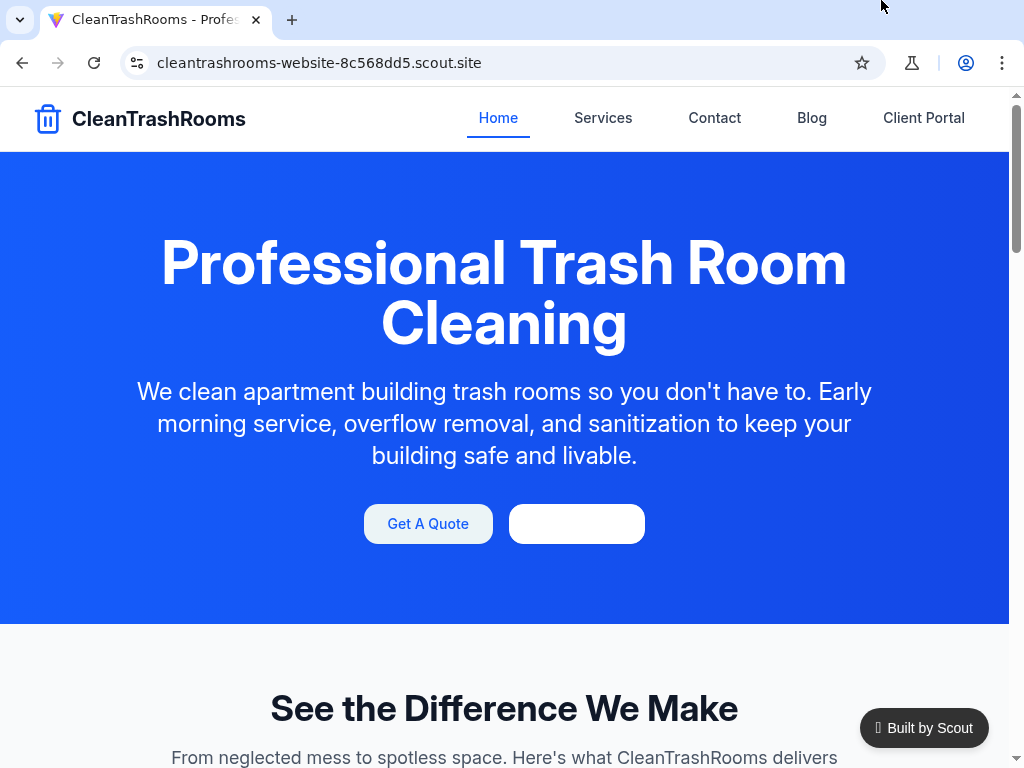 CleanTrashRooms - Profes
cleantrashrooms-website-8c568dd5.scout.site
CleanTrashRooms
Home
Services
Contact
Blog
Client Portal
Professional Trash Room
Cleaning
We clean apartment building trash rooms so you don't have to. Early
morning service, overflow removal, and sanitization to keep your
building safe and livable.
Get A Quote
See the Difference We Make
From neglected mess to spotless space. Here's what CleanTrashRooms delivers
Built by Scout